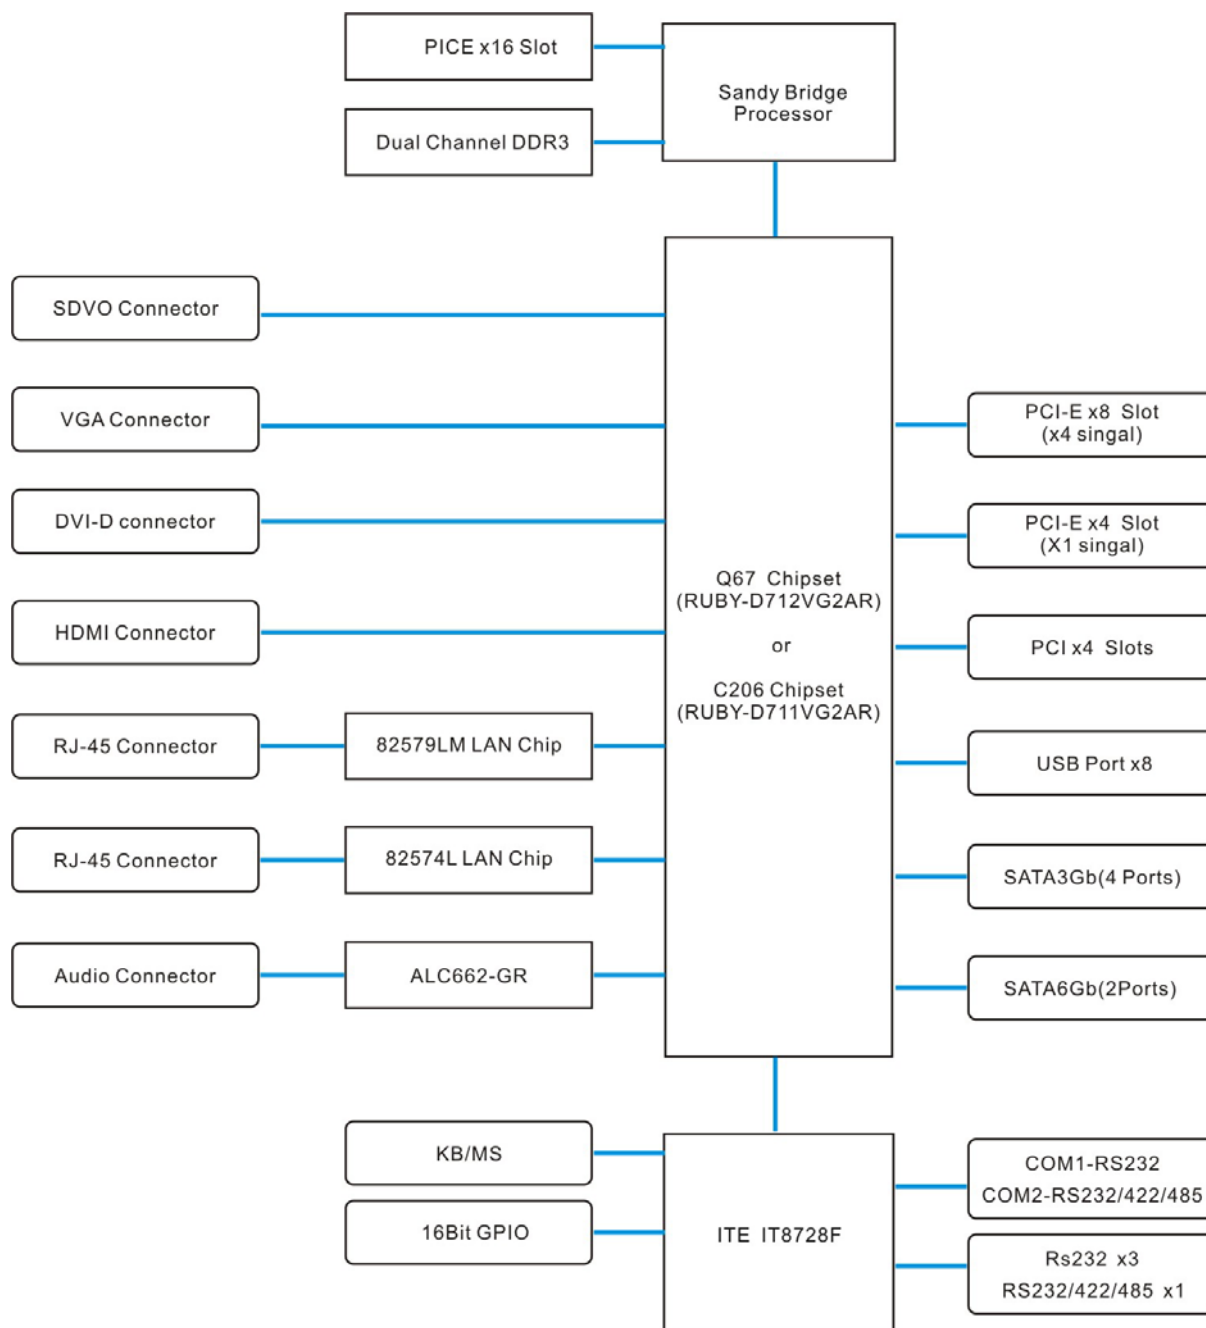 PICE x16 Slot
Sandy Bridge
Processor
Dual Channel DDR3
SDVO Connector
VGA Connector
DVI-D connector
HDMI Connector
RJ-45 Connector
82579LM LAN Chip
RJ-45 Connector
82574L LAN Chip
Audio Connector
ALC662-GR
Q67 Chipset
(RUBY-D712VG2AR)
or
C206 Chipset
(RUBY-D711VG2AR)
PCI-E x8 Slot
(x4 singal)
PCI-E x4 Slot
(X1 singal)
PCI x4 Slots
USB Port x8
SATA3Gb(4 Ports)
SATA6Gb(2Ports)
KB/MS
16Bit GPIO
ITE IT8728F
COM1-RS232
COM2-RS232/422/485
Rs232 x3
RS232/422/485 x1